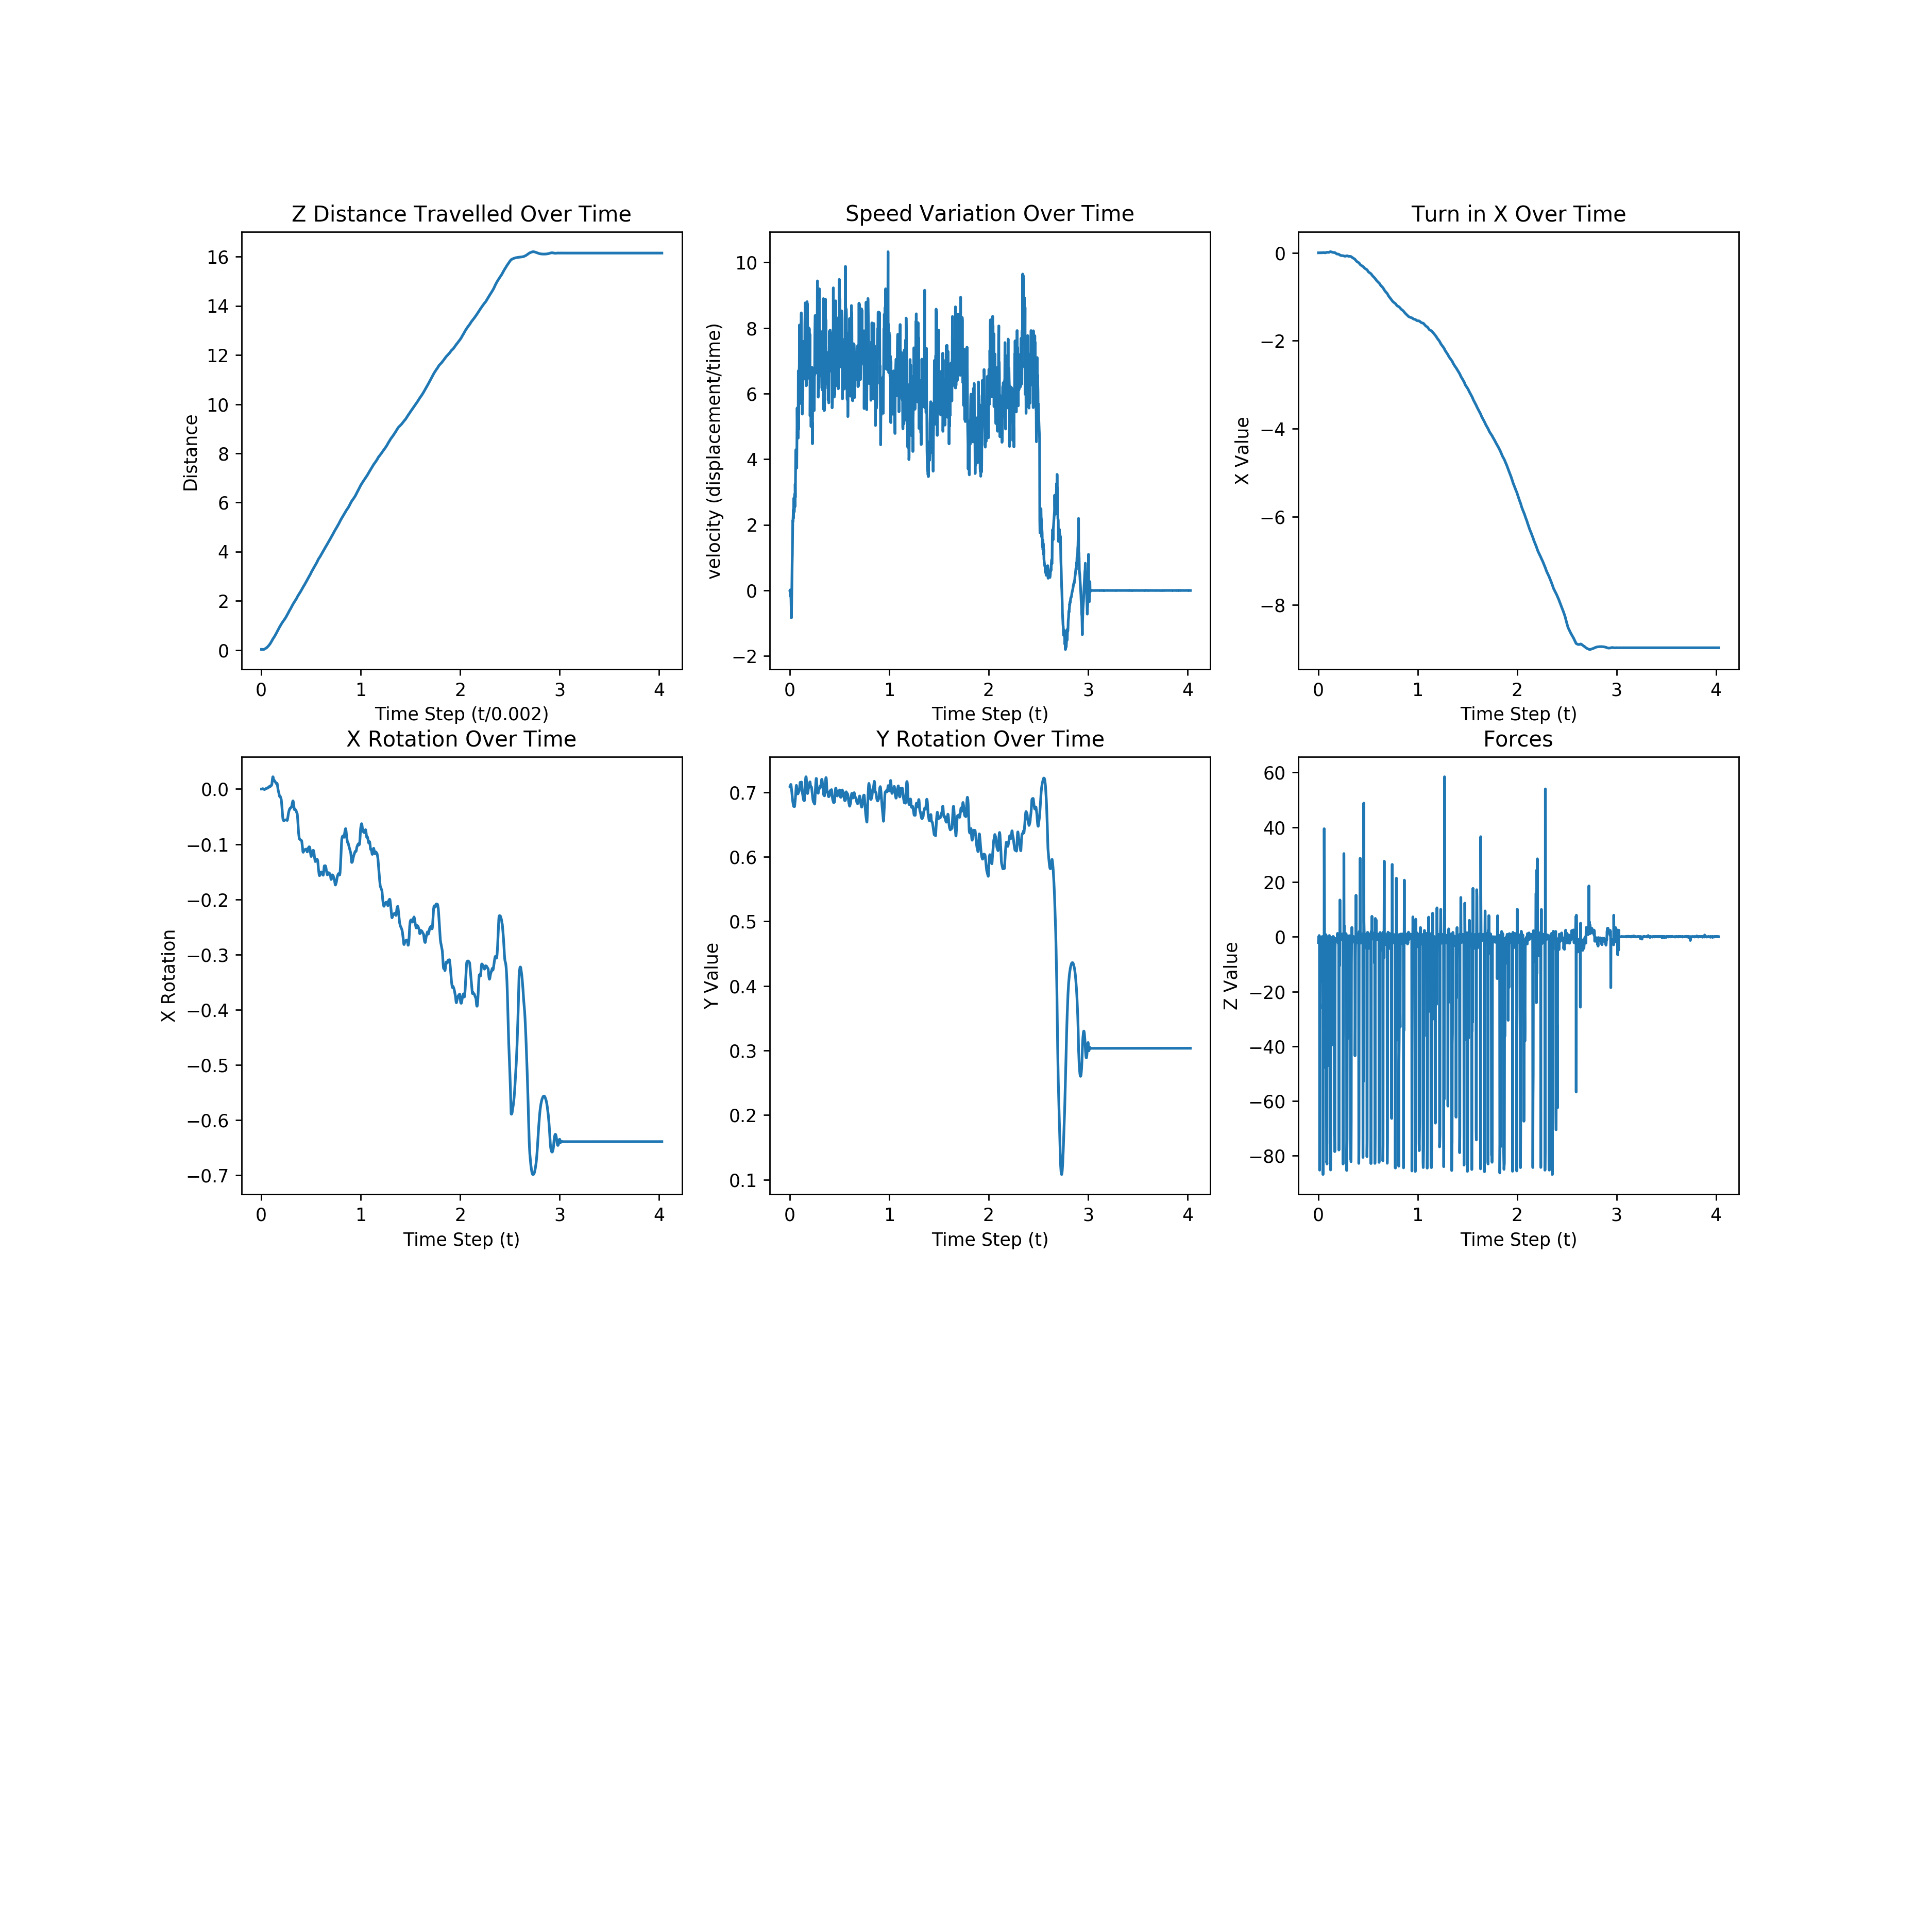 Z Distance Travelled Over Time
Distance
16
14
12
10
8
6
4
2
0
0 1 2 3 4
Time Step (t/0.002)
Speed Variation Over Time
velocity (displacement/time)
10
8
6
4
2
0
−2
0 1 2 3 4
Time Step (t)
Turn in X Over Time
X Value
0
−2
−4
−6
−8
0 1 2 3 4
Time Step (t)
X Rotation Over Time
X Rotation
0.0
−0.1
−0.2
−0.3
−0.4
−0.5
−0.6
−0.7
0 1 2 3 4
Time Step (t)
Y Rotation Over Time
Y Value
0.7
0.6
0.5
0.4
0.3
0.2
0.1
0 1 2 3 4
Time Step (t)
Forces
Z Value
60
40
20
0
−20
−40
−60
−80
0 1 2 3 4
Time Step (t)